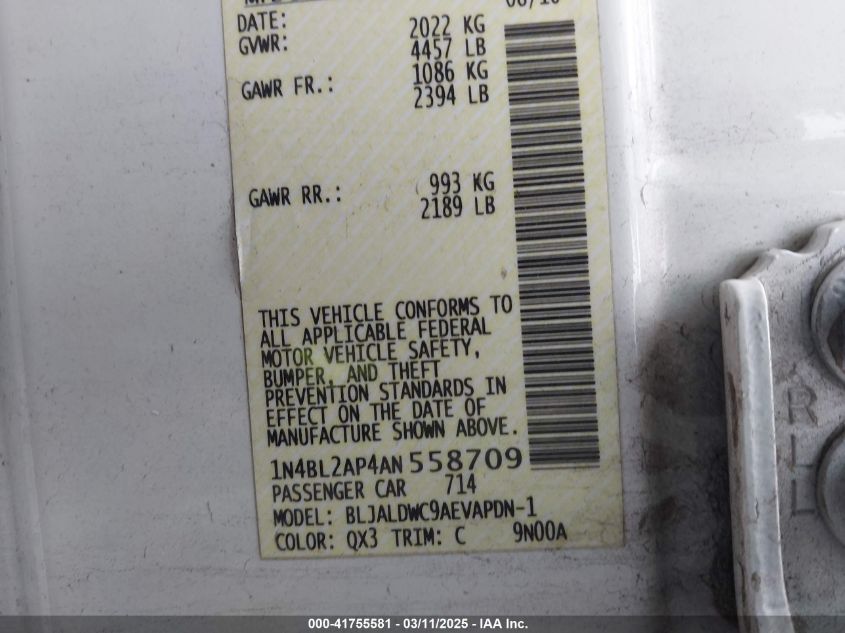 DATE:
GVWR: 2022 KG
4457 LB
GAWR FR.: 1086 KG
2394 LB
GAWR RR.: 993 KG
2189 LB
THIS VEHICLE CONFORMS TO
ALL APPLICABLE FEDERAL
MOTOR VEHICLE SAFETY,
BUMPER, AND THEFT
PREVENTION STANDARDS IN
EFFECT ON THE DATE OF
MANUFACTURE SHOWN ABOVE.
1N4BL2AP4AN558709
PASSENGER CAR 714
MODEL: BLJALDWC9AEVAPDN-1
COLOR: QX3 TRIM: C 9N00A
R
L
L
000-41755581 - 03/11/2025 - IAA Inc.